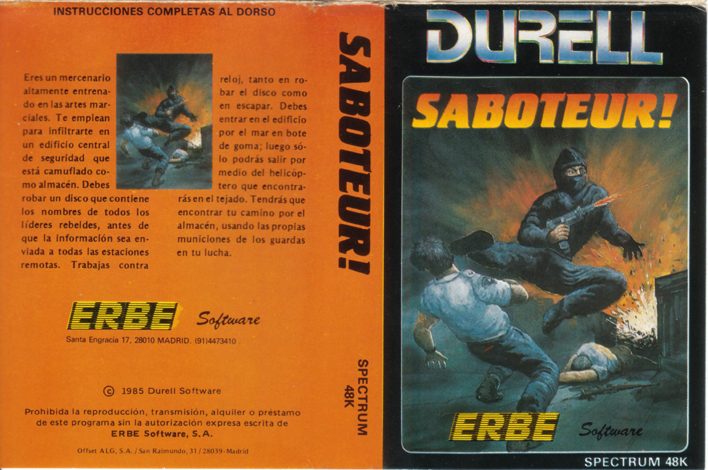 INSTRUCCIONES COMPLETAS AL DORSO
Eres un mercenario
altamente entrena-
do en las artes mar-
ciales. Te emplean
para infiltrarte en
un edificio central
de seguridad que
está camuflado co-
mo almacén. Debes
robar un disco que contiene
los nombres de todos los
líderes rebeldes, antes de
que la información sea en-
viada a todas las estaciones
remotas. Trabajas contra
reloj, tanto en ro-
bar el disco como
en escapar. Debes
entrar en el edificio
por el mar en bote
de goma; luego só-
lo podrás salir por
medio del helicóp-
tero que encontra-
rás en el tejado. Tendrás que
encontrar tu camino por el
almacén, usando las propias
municiones de los guardas
en tu lucha.
ERBE Software
Santa Engracia 17, 28010 MADRID. (91)4473410
© 1985 Durell Software
Prohibida la reproducción, transmisión, alquiler o préstamo
de este programa sin la autorización expresa escrita de
ERBE Software, S.A.
Offset ALG, S.A. / San Raimundo, 31 / 28039-Madrid
SABOTEUR!
SPECTRUM
48K
DURELL
SABOTEUR!
ERBE Software
SPECTRUM 48K